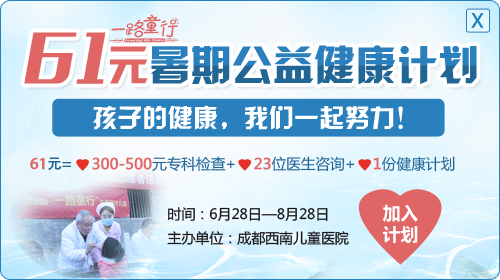 一路童行
X
61元暑期公益健康计划
孩子的健康，我们一起努力！
61元=♥300-500元专科检查+♥23位医生咨询+♥1份健康计划
"一路童行"
时间：6月28日—8月28日
主办单位：成都西南儿童医院
加入
计划